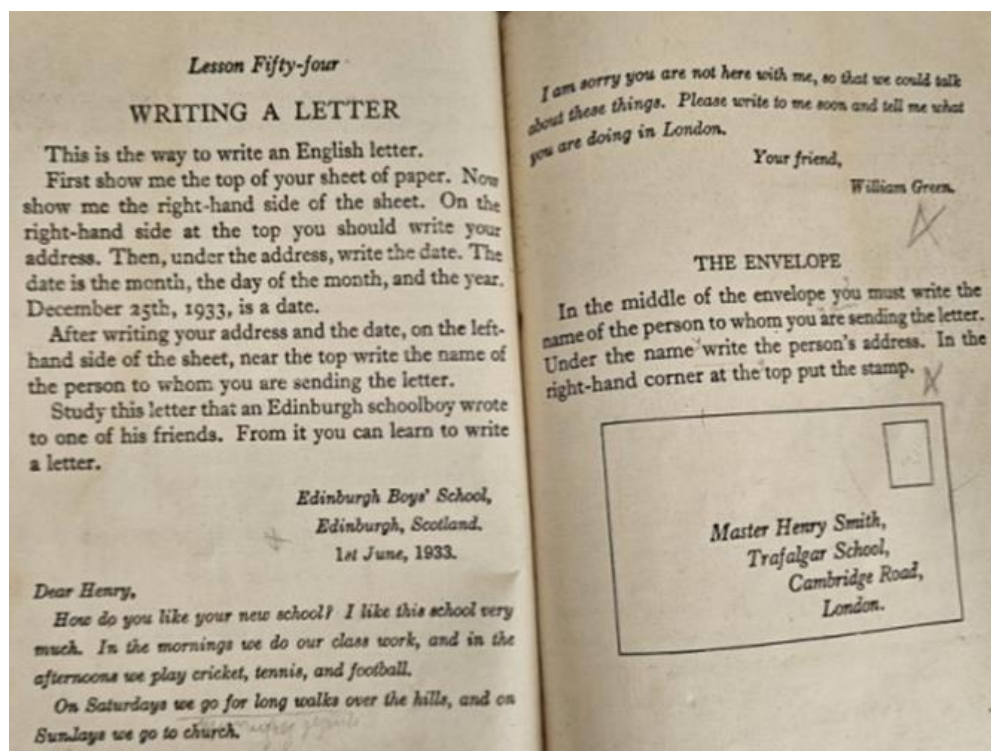 Lesson Fifty-four
WRITING A LETTER
This is the way to write an English letter.
First show me the top of your sheet of paper. Now
show me the right-hand side of the sheet. On the
right-hand side at the top you should write your
address. Then, under the address, write the date. The
date is the month, the day of the month, and the year.
December 25th, 1933, is a date.
After writing your address and the date, on the left-
hand side of the sheet, near the top write the name of
the person to whom you are sending the letter.
Study this letter that an Edinburgh schoolboy wrote
to one of his friends. From it you can learn to write
a letter.
Edinburgh Boys' School,
Edinburgh, Scotland.
1st June, 1933.
Dear Henry,
How do you like your new school? I like this school very
much. In the mornings we do our class work, and in the
afternoons we play cricket, tennis, and football.
On Saturdays we go for long walks over the hills, and on
Sundays we go to church.
I am sorry you are not here with me, so that we could talk
about these things. Please write to me soon and tell me what
you are doing in London.
Your friend,
William Green.
THE ENVELOPE
In the middle of the envelope you must write the
name of the person to whom you are sending the letter.
Under the name write the person's address. In the
right-hand corner at the top put the stamp.
Master Henry Smith,
Trafalgar School,
Cambridge Road,
London.